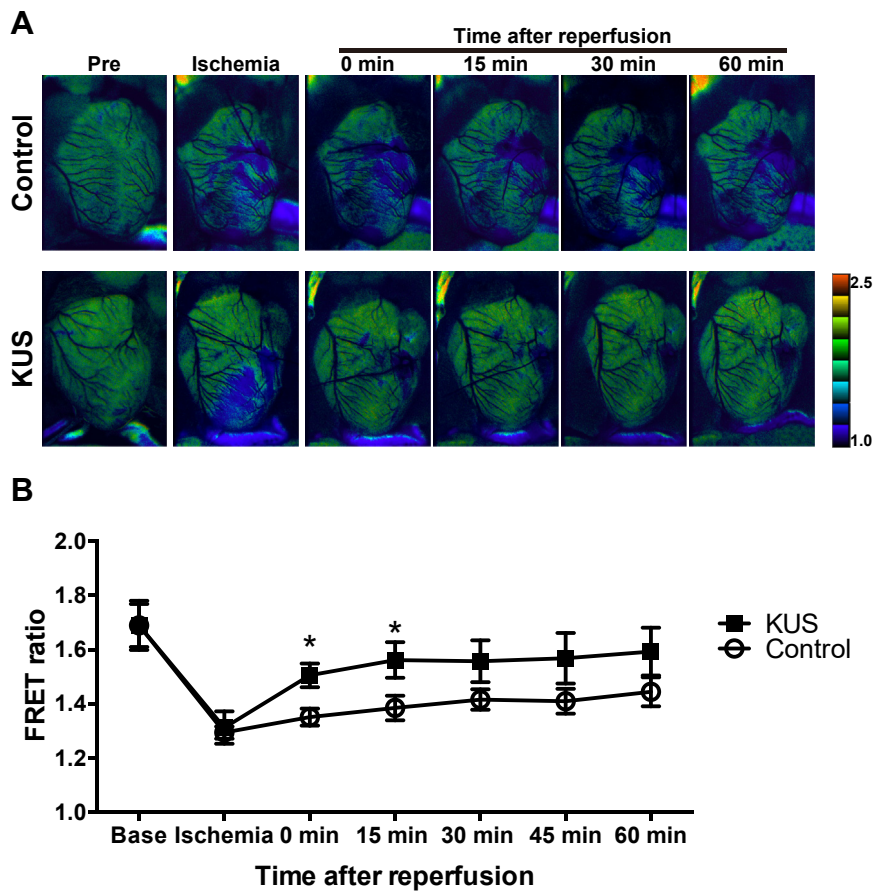 A
Time after reperfusion
Pre Ischemia 0 min 15 min 30 min 60 min
Control
KUS
2.5
1.0
B
2.0
1.8
1.6
1.4
1.2
1.0
FRET ratio
* *
KUS
Control
Base Ischemia 0 min 15 min 30 min 45 min 60 min
Time after reperfusion